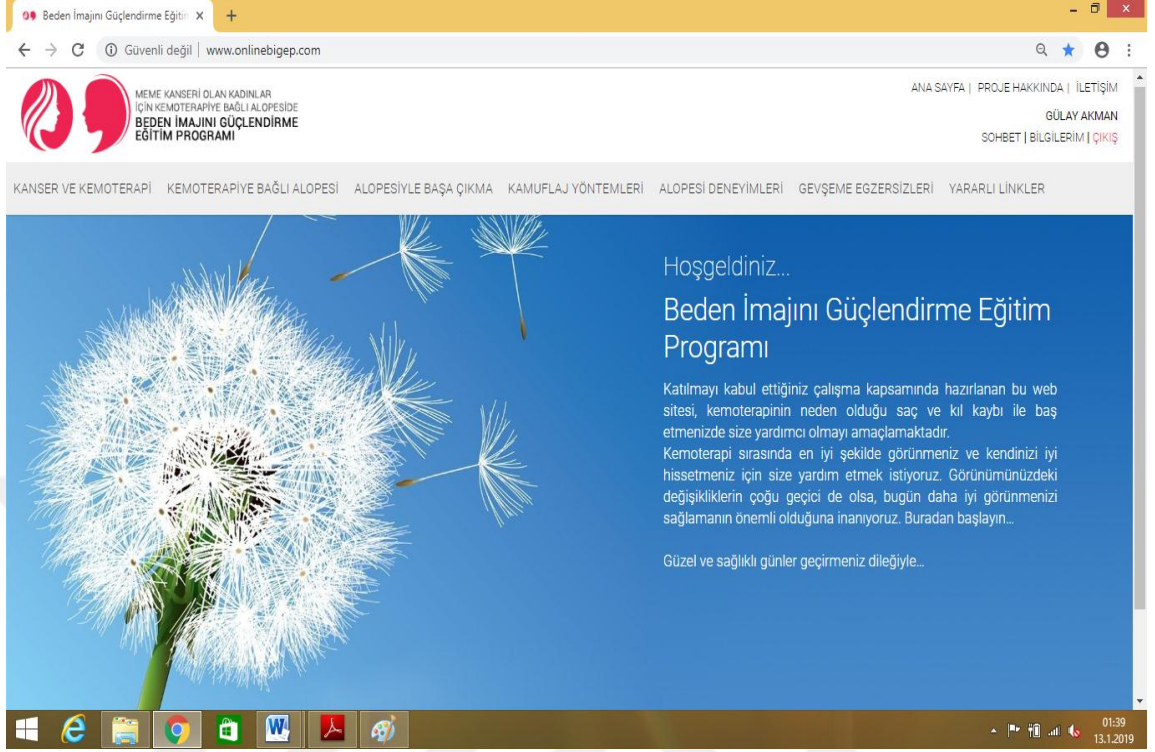 Beden İmajını Güçlendirme Eğitin
Güvenli değil | www.onlinebigep.com
MEME KANSERİ OLAN KADINLAR
İÇİN KEMOTERAPİYE BAĞLI ALOPESİDE
BEDEN İMAJINI GÜÇLENDİRME
EĞİTİM PROGRAMI
ANA SAYFA | PROJE HAKKINDA | İLETİŞİM
GÜLAY AKMAN
SOHBET | BİLGİLERİM | ÇIKIŞ
KANSER VE KEMOTERAPİ KEMOTERAPİYE BAĞLI ALOPESİ ALOPESİYLE BAŞA ÇIKMA KAMUFLAJ YÖNTEMLERİ ALOPESİ DENEYİMLERİ GEVŞEME EGZERSİZLERİ YARARLI LİNKLER
Hoşgeldiniz...
Beden İmajını Güçlendirme Eğitim
Programı
Katılmayı kabul ettiğiniz çalışma kapsamında hazırlanan bu web
sitesi, kemoterapinin neden olduğu saç ve kıl kaybı ile baş
etmenizde size yardımcı olmayı amaçlamaktadır.
Kemoterapi sırasında en iyi şekilde görünmeniz ve kendinizi iyi
hissetmeniz için size yardım etmek istiyoruz. Görünümünüzdeki
değişikliklerin çoğu geçici de olsa, bugün daha iyi görünmenizi
sağlamanın önemli olduğuna inanıyoruz. Buradan başlayın...
Güzel ve sağlıklı günler geçirmeniz dileğiyle...
01:39
13.1.2019